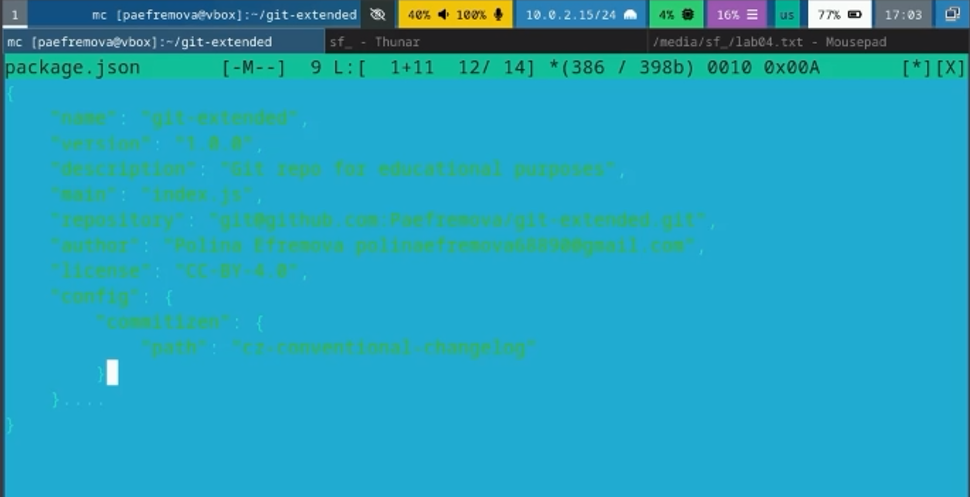 1 mc [paefremova@vbox]:~/git-extended 40% 100% 10.0.2.15/24 4% 16% us 77% 17:03
mc [paefremova@vbox]:~/git-extended sf_ - Thunar /media/sf_/lab04.txt - Mousepad
package.json [-M--] 9 L:[ 1+11 12/ 14] *(386 / 398b) 0010 0x00A [*][X]
{
"name": "git-extended",
"version": "1.0.0",
"description": "Git repo for educational purposes",
"main": "index.js",
"repository": "git@github.com:Paefremova/git-extended.git",
"author": "Polina Efremova
"license": "CC-BY-4.0",
"config": {
"commitizen": {
"path": "cz-conventional-changelog"
}
}....
}